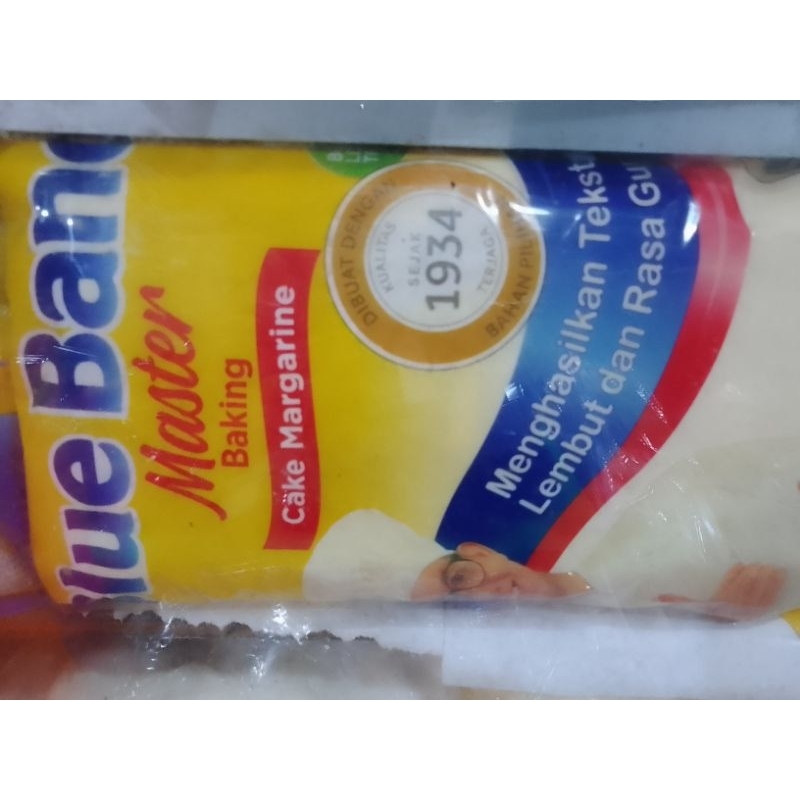 Blue Band
Master
Baking
Cake Margarine
DIBUAT DENGAN
KUALITAS
SEJAK
1934
TERJAGA
BAHAN PILIHAN
Menghasilkan Tekst
Lembut dan Rasa Gu